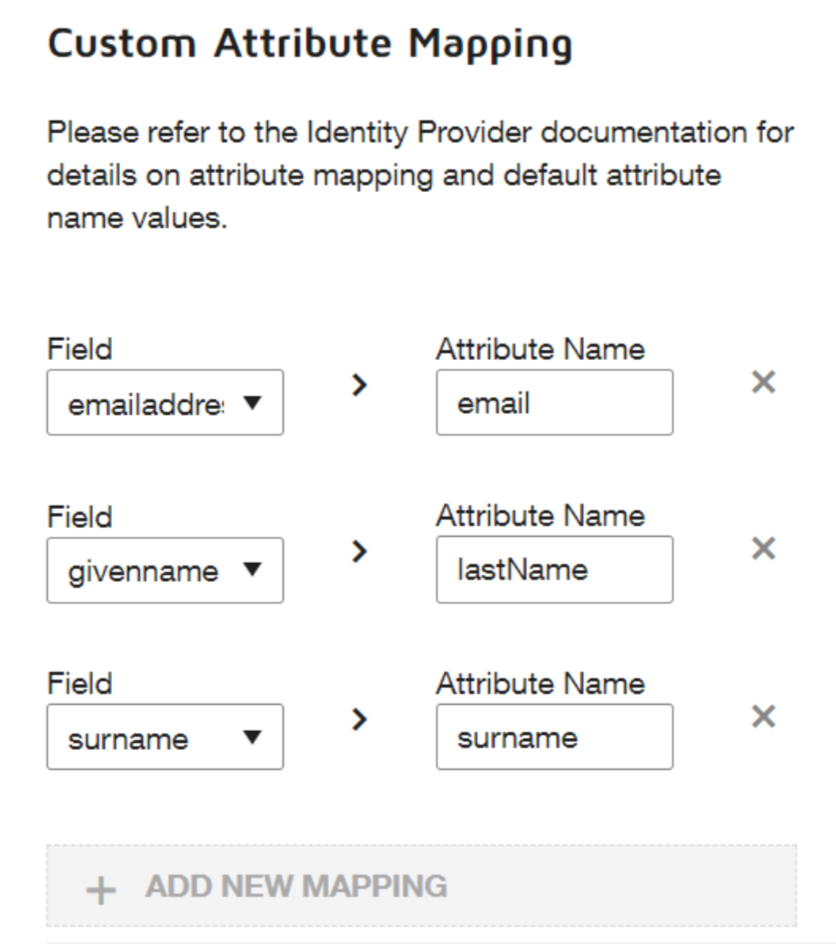 Custom Attribute Mapping
Please refer to the Identity Provider documentation for
details on attribute mapping and default attribute
name values.
Field
Attribute Name
emailaddre
email
Field
Attribute Name
givenname
lastName
Field
Attribute Name
surname
surname
+ ADD NEW MAPPING